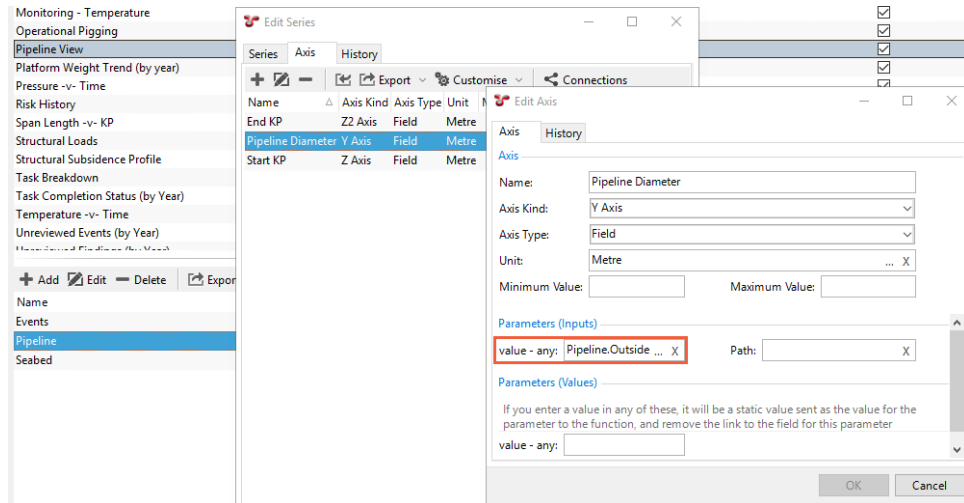 Monitoring - Temperature
Operational Pigging
Pipeline View
Platform Weight Trend (by year)
Pressure -v- Time
Risk History
Span Length -v- KP
Structural Loads
Structural Subsidence Profile
Task Breakdown
Task Completion Status (by Year)
Temperature -v- Time
Unreviewed Events (by Year)
Unreviewed Findings (by Year)
Add Edit Delete Expor
Name
Events
Pipeline
Seabed
Edit Series
Series Axis History
Export Customise Connections
Name Axis Kind Axis Type Unit M
End KP Z2 Axis Field Metre
Pipeline Diameter Y Axis Field Metre
Start KP Z Axis Field Metre
Edit Axis
Axis History
Axis
Name: Pipeline Diameter
Axis Kind: Y Axis
Axis Type: Field
Unit: Metre ... X
Minimum Value: Maximum Value:
Parameters (Inputs)
value - any: Pipeline.Outside ... X Path: X
Parameters (Values)
If you enter a value in any of these, it will be a static value sent as the value for the
parameter to the function, and remove the link to the field for this parameter
value - any:
OK Cancel